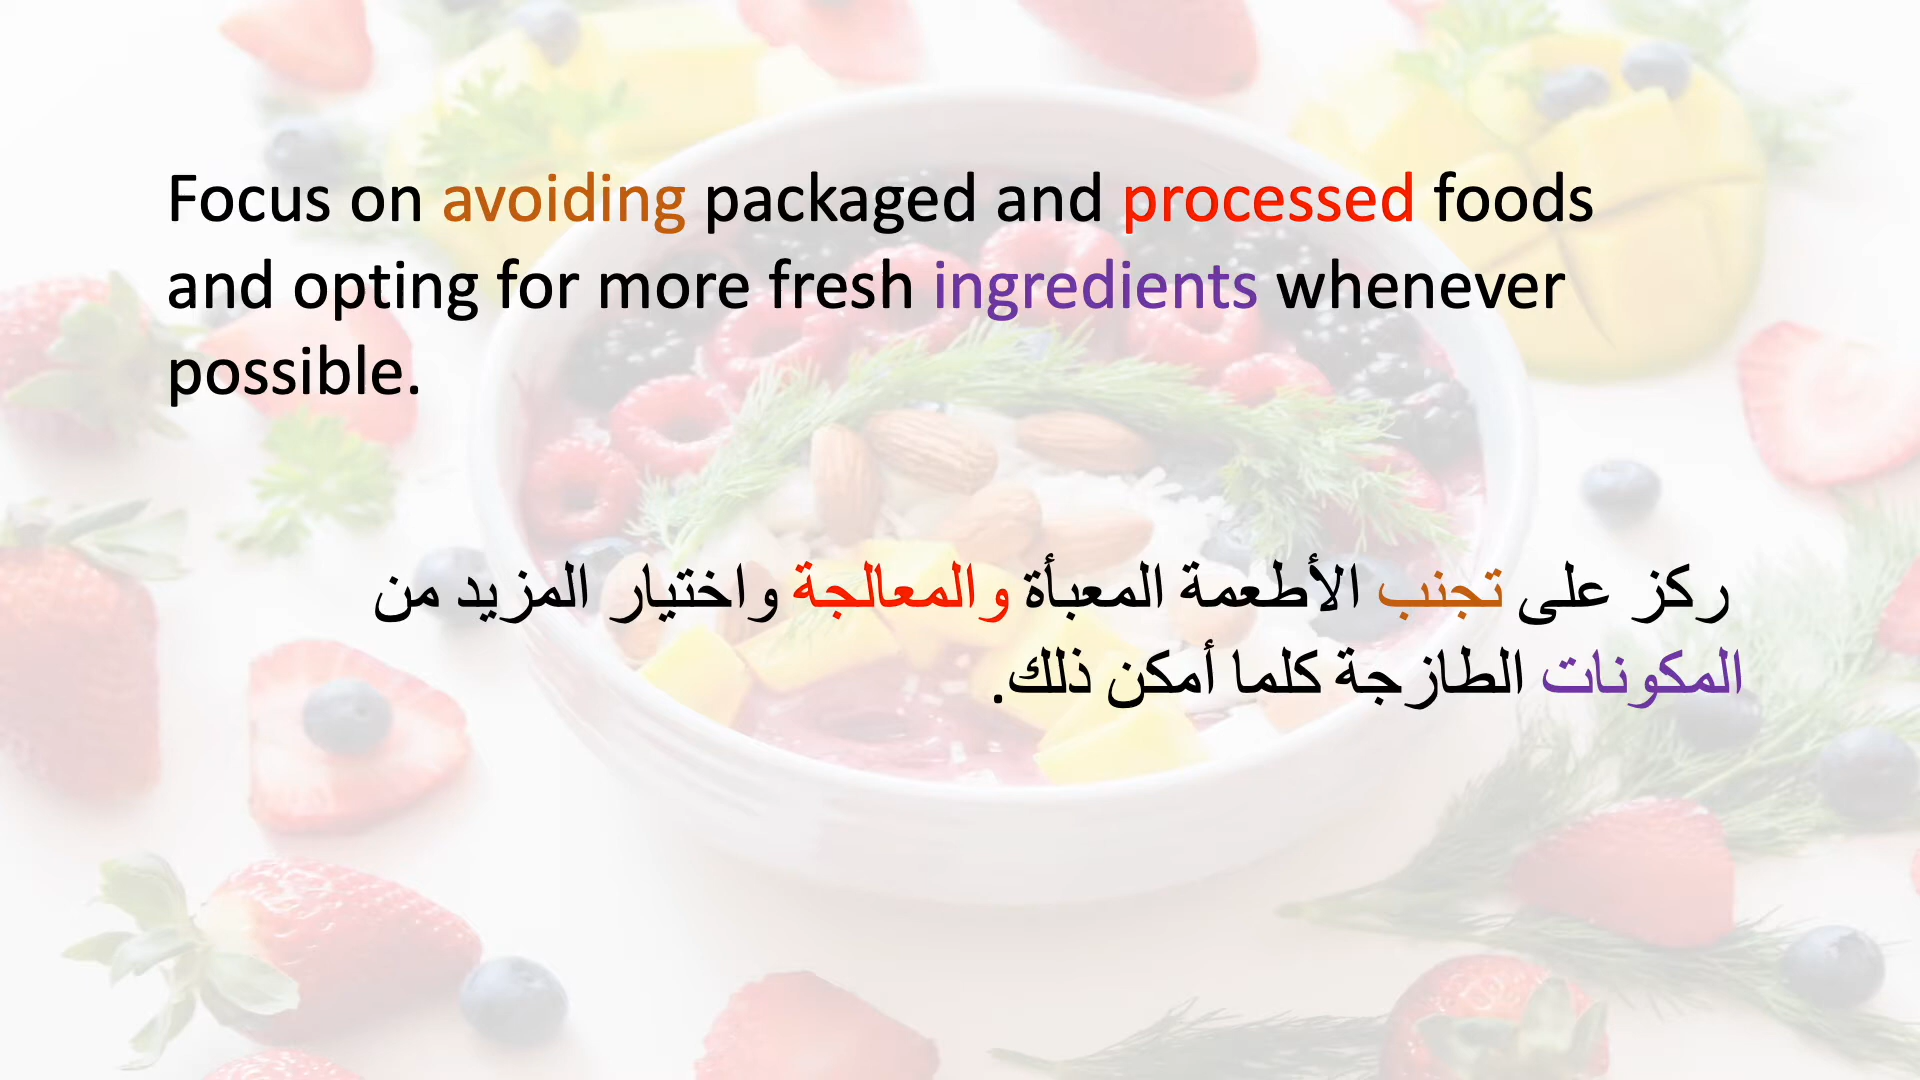 Focus on avoiding packaged and processed foods
and opting for more fresh ingredients whenever
possible.
ركز على تجنب الأطعمة المعبأة والمعالجة واختيار المزيد من
المكونات الطازجة كلما أمكن ذلك.